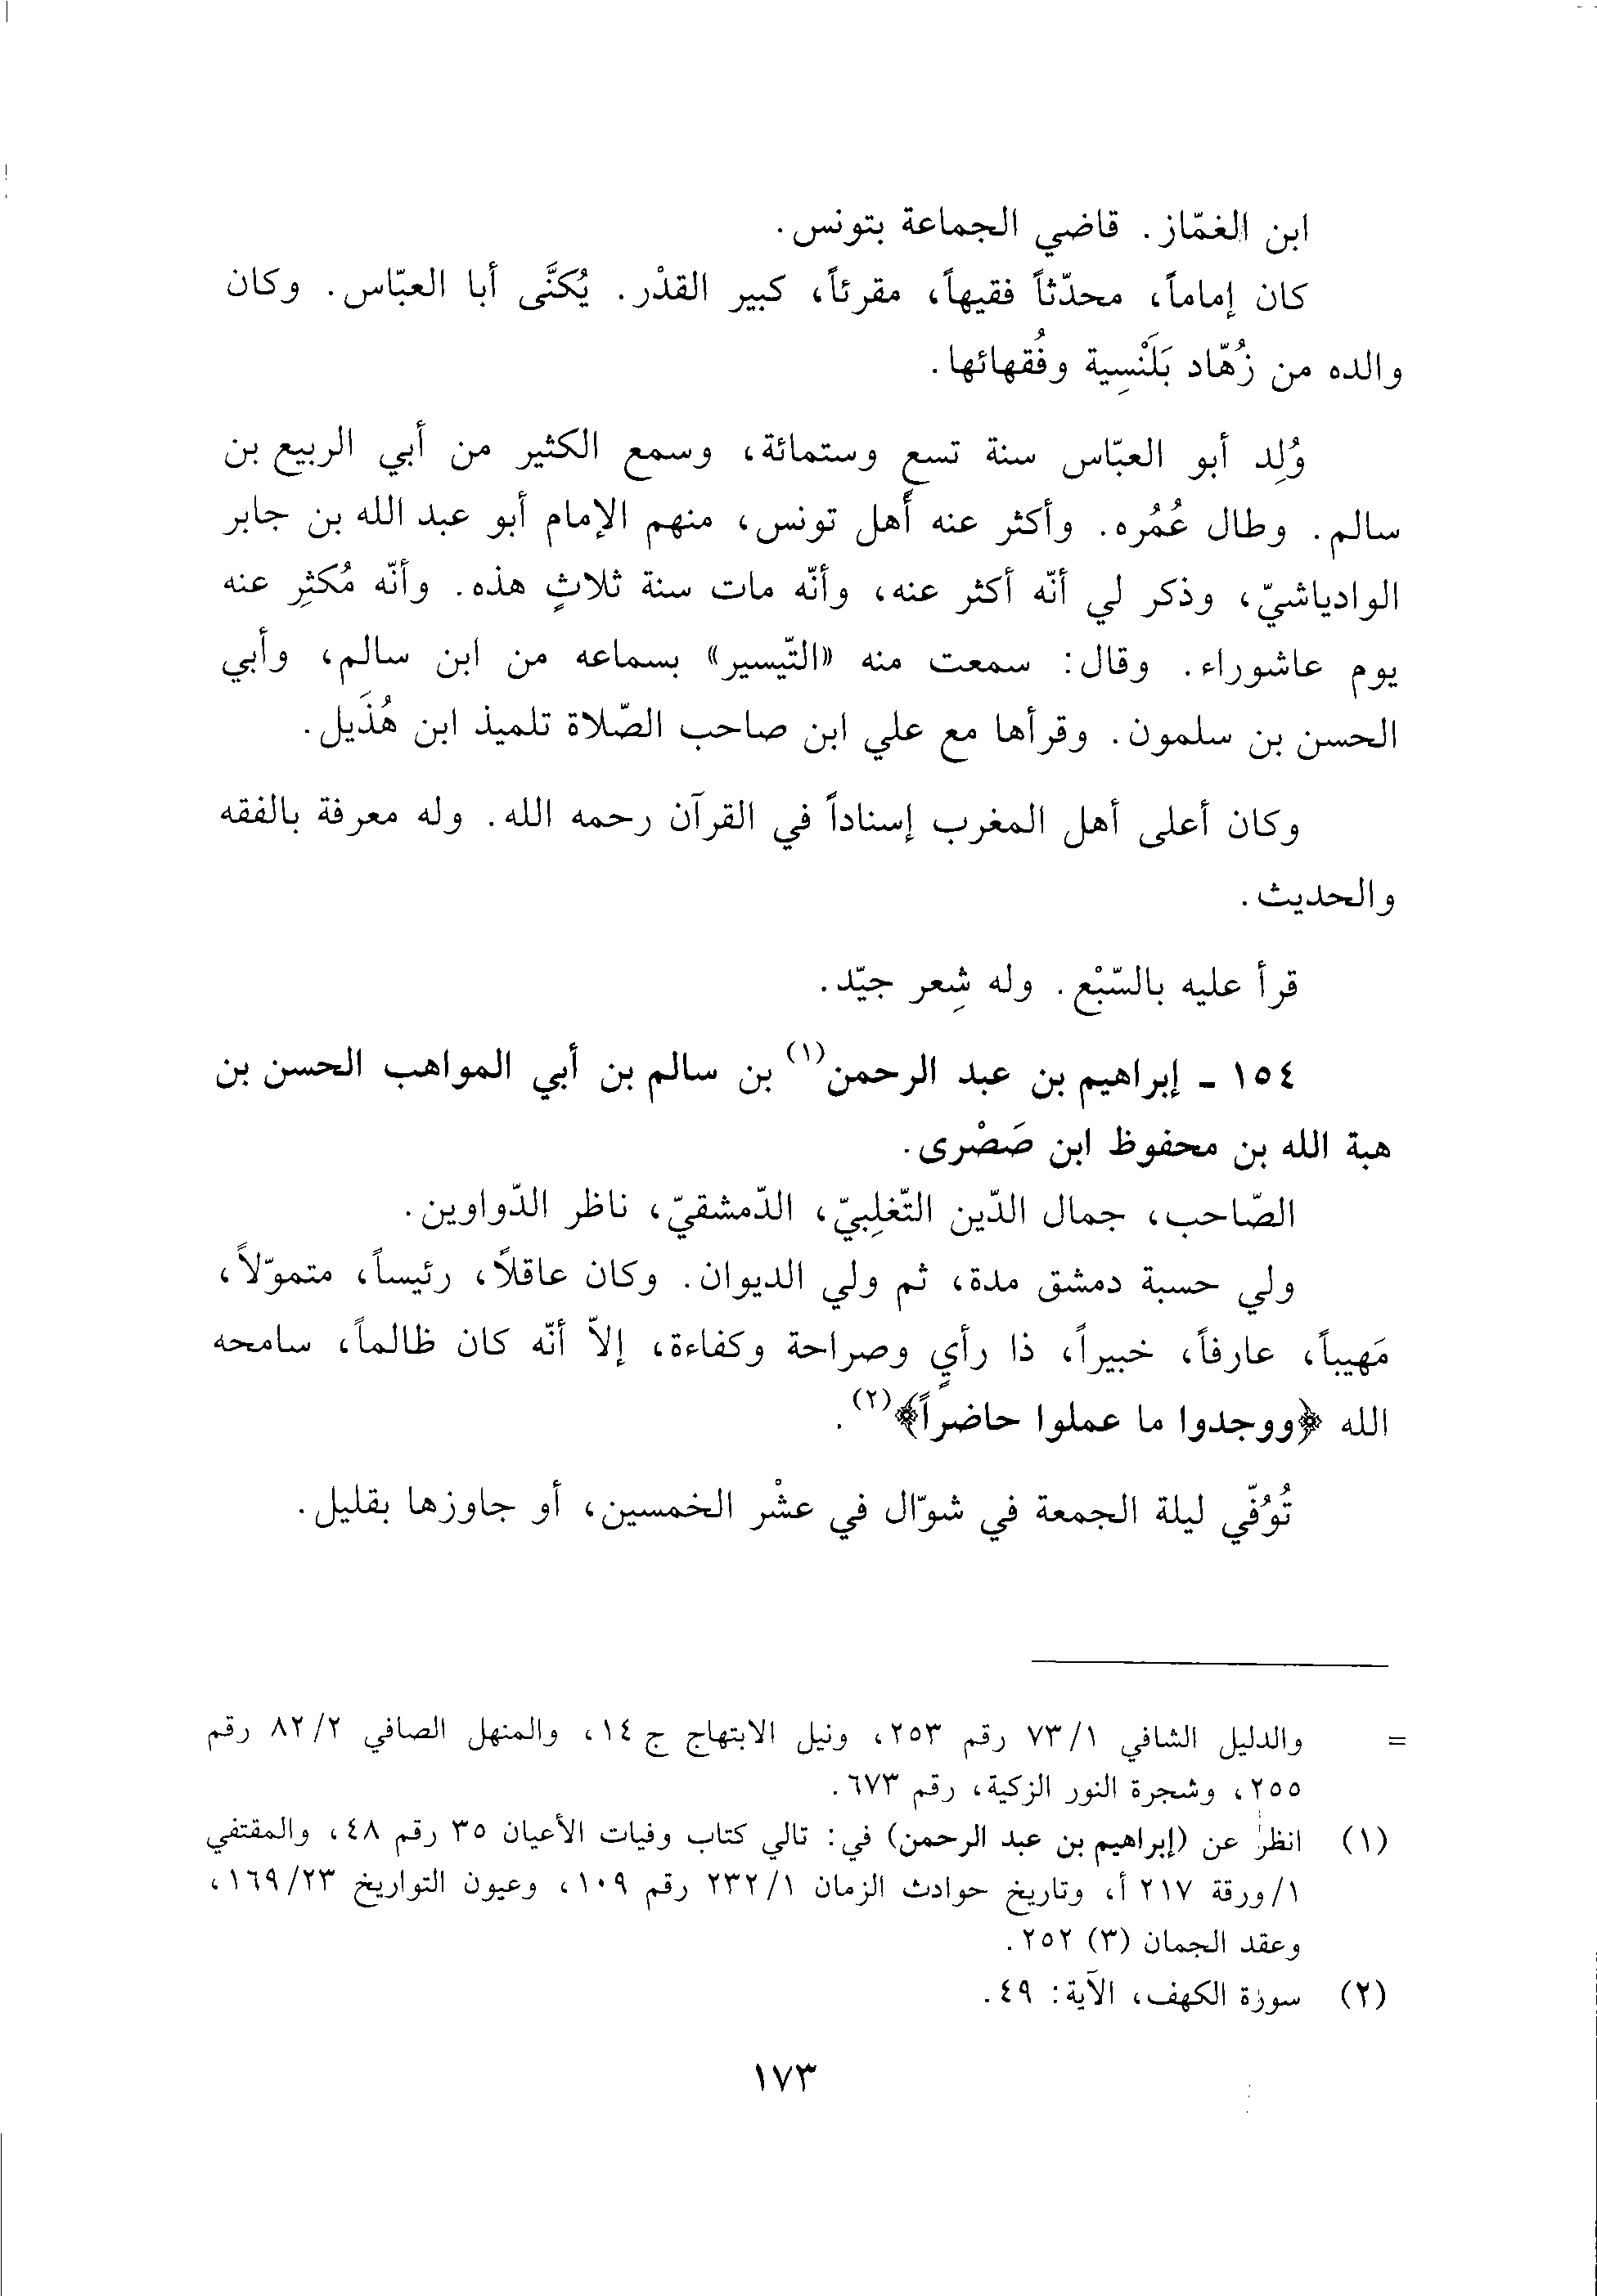 ابن الغمّاز. قاضي الجماعة بتونس.
كان إماماً، محدّثاً فقيهاً، مقرئاً، كبير القدْر. يُكنَّى أبا العبّاس. وكان
والده من زُهّاد بَلَنْسِية وفُقهائها.
وُلِد أبو العبّاس سنة تسع وستمائة، وسمع الكثير من أبي الربيع بن
سالم. وطال عُمُره. وأكثر عنه أهل تونس، منهم الإمام أبو عبد الله بن جابر
الوادياشيّ، وذكر لي أنّه أكثر عنه، وأنّه مات سنة ثلاثٍ هذه. وأنّه مُكثِر عنه
يوم عاشوراء. وقال: سمعت منه «التّيسير» بسماعه من ابن سالم، وأبي
الحسن بن سلمون. وقرأها مع علي ابن صاحب الصّلاة تلميذ ابن هُذَيل.
وكان أعلى أهل المغرب إسناداً في القرآن رحمه الله. وله معرفة بالفقه
والحديث.
قرأ عليه بالسّبْع. وله شِعر جيّد.
١٥٤ - إبراهيم بن عبد الرحمن(١) بن سالم بن أبي المواهب الحسن بن
هبة الله بن محفوظ ابن صَصْرى.
الصّاحب، جمال الدّين التّغلِبيّ، الدّمشقيّ، ناظر الدّواوين.
ولي حسبة دمشق مدة، ثم ولي الديوان. وكان عاقلاً، رئيساً، متموّلاً،
مَهيباً، عارفاً، خبيراً، ذا رأيٍ وصراحة وكفاءة، إلاّ أنّه كان ظالماً، سامحه
الله ﴿ووجدوا ما عملوا حاضراً﴾(٢).
تُوُفّي ليلة الجمعة في شوّال في عشْر الخمسين، أو جاوزها بقليل.
= والدليل الشافي ١/ ٧٣ رقم ٢٥٣، ونيل الابتهاج ج ١٤، والمنهل الصافي ٢/ ٨٢ رقم
٢٥٥، وشجرة النور الزكية، رقم ٦٧٣.
(١) انظر عن (إبراهيم بن عبد الرحمن) في: تالي كتاب وفيات الأعيان ٣٥ رقم ٤٨، والمقتفي
١/ورقة ٢١٧ أ، وتاريخ حوادث الزمان ١/ ٢٣٢ رقم ١٠٩، وعيون التواريخ ٢٣/ ١٦٩،
وعقد الجمان (٣) ٢٥٢.
(٢) سورة الكهف، الآية: ٤٩.
١٧٣